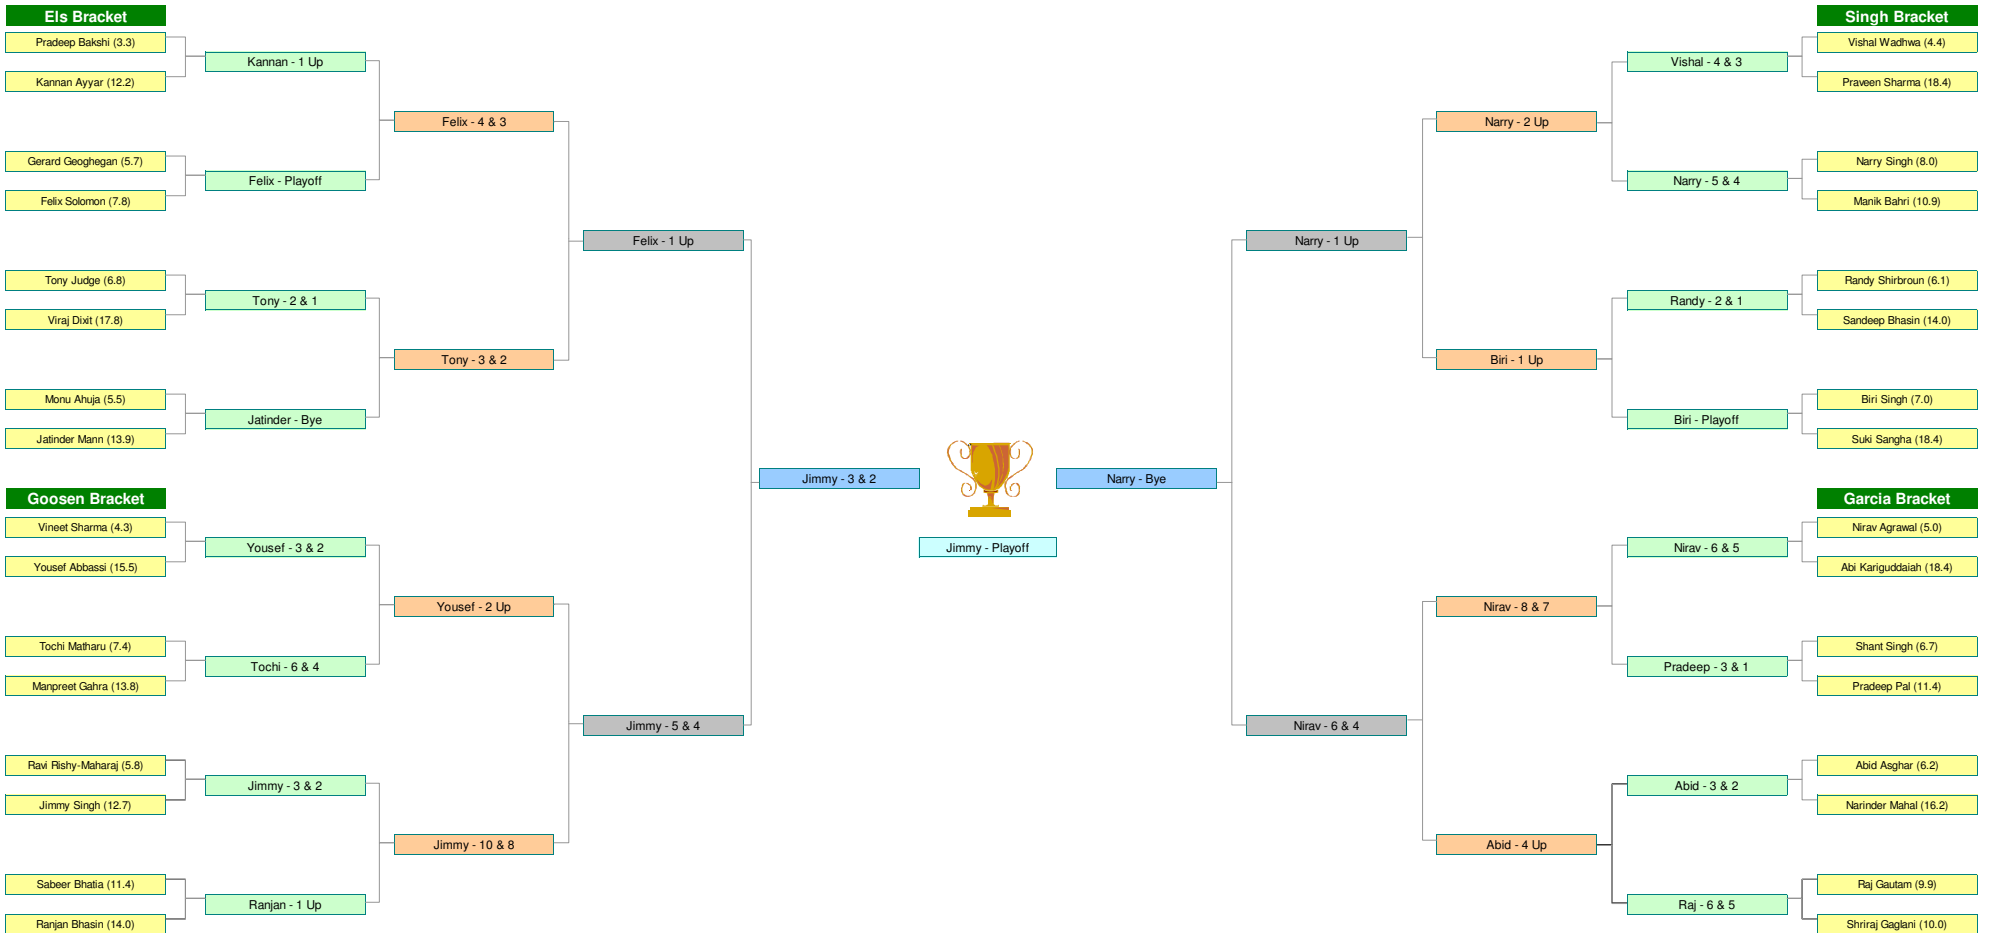 Els Bracket
Pradeep Bakshi (3.3)
Kannan Ayyar (12.2)
Gerard Geoghegan (5.7)
Felix Solomon (7.8)
Tony Judge (6.8)
Viraj Dixit (17.8)
Monu Ahuja (5.5)
Jatinder Mann (13.9)
Goosen Bracket
Vineet Sharma (4.3)
Yousef Abbassi (15.5)
Tochi Matharu (7.4)
Manpreet Gahra (13.8)
Ravi Rishy-Maharaj (5.8)
Jimmy Singh (12.7)
Sabeer Bhatia (11.4)
Ranjan Bhasin (14.0)
Kannan - 1 Up
Felix - Playoff
Tony - 2 & 1
Jatinder - Bye
Yousef - 3 & 2
Tochi - 6 & 4
Jimmy - 3 & 2
Ranjan - 1 Up
Felix - 4 & 3
Tony - 3 & 2
Yousef - 2 Up
Jimmy - 10 & 8
Felix - 1 Up
Jimmy - 5 & 4
Jimmy - 3 & 2
Jimmy - Playoff
Narry - Bye
Narry - 1 Up
Nirav - 6 & 4
Narry - 2 Up
Biri - 1 Up
Nirav - 8 & 7
Abid - 4 Up
Vishal - 4 & 3
Narry - 5 & 4
Randy - 2 & 1
Biri - Playoff
Nirav - 6 & 5
Pradeep - 3 & 1
Abid - 3 & 2
Raj - 6 & 5
Singh Bracket
Vishal Wadhwa (4.4)
Praveen Sharma (18.4)
Narry Singh (8.0)
Manik Bahri (10.9)
Randy Shirbroun (6.1)
Sandeep Bhasin (14.0)
Biri Singh (7.0)
Suki Sangha (18.4)
Garcia Bracket
Nirav Agrawal (5.0)
Abi Kariguddaiah (18.4)
Shant Singh (6.7)
Pradeep Pal (11.4)
Abid Asghar (6.2)
Narinder Mahal (16.2)
Raj Gautam (9.9)
Shriraj Gaglani (10.0)